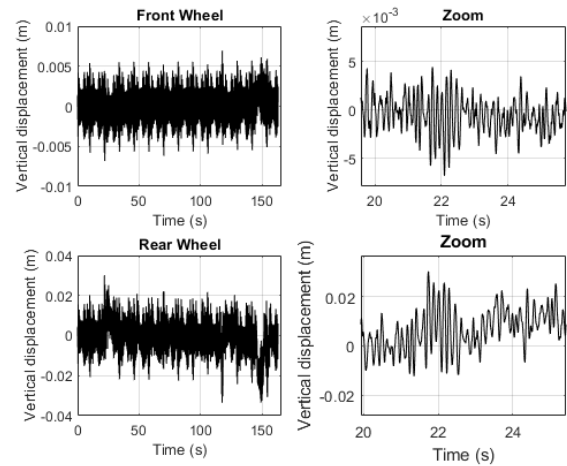 Front Wheel
Vertical displacement (m)
0.01
0.005
0
-0.005
-0.01
0 50 100 150
Time (s)
Zoom
×10⁻³
Vertical displacement (m)
5
0
-5
20 22 24
Time (s)
Rear Wheel
Vertical displacement (m)
0.04
0.02
0
-0.02
-0.04
0 50 100 150
Time (s)
Zoom
Vertical displacement (m)
0.02
0
-0.02
20 22 24
Time (s)